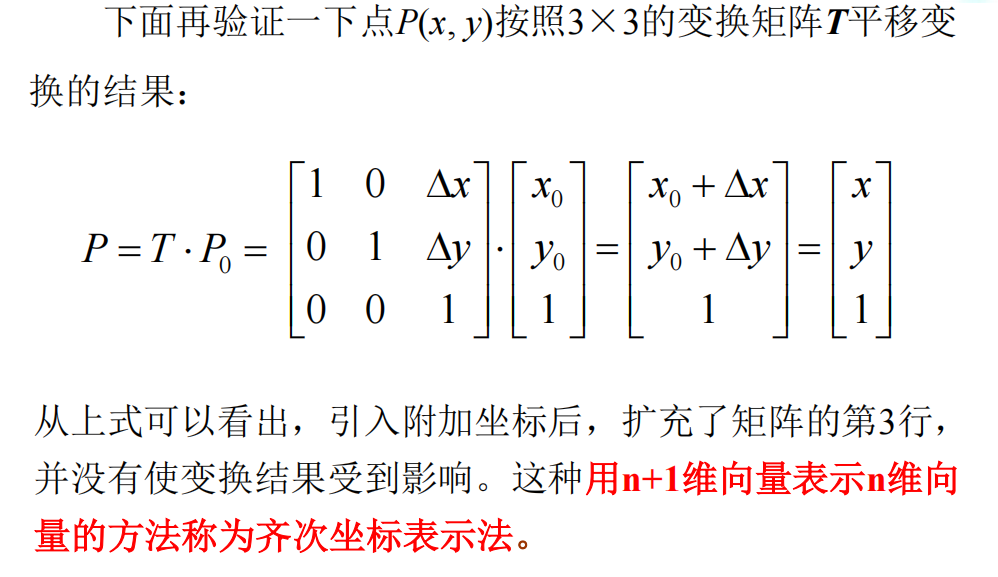 下面再验证一下点P(x, y)按照3×3的变换矩阵T平移变
换的结果：
P = T · P₀ = [1 0 Δx; 0 1 Δy; 0 0 1] · [x₀; y₀; 1] = [x₀ + Δx; y₀ + Δy; 1] = [x; y; 1]
从上式可以看出，引入附加坐标后，扩充了矩阵的第3行，
并没有使变换结果受到影响。这种用n+1维向量表示n维向
量的方法称为齐次坐标表示法。